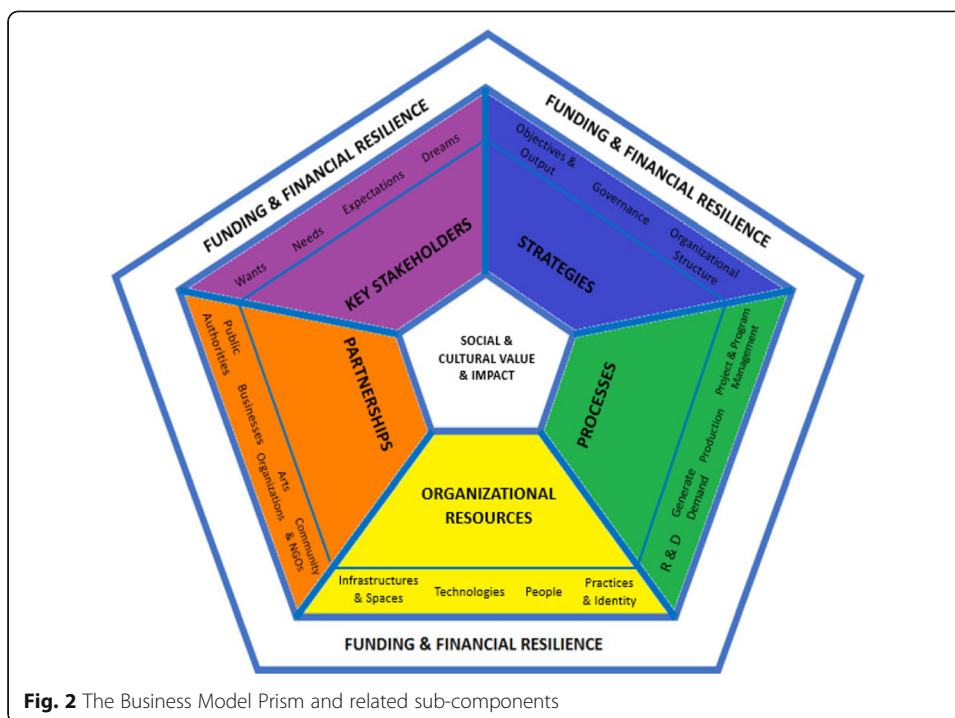 FUNDING & FINANCIAL RESILIENCE
FUNDING & FINANCIAL RESILIENCE
Wants Needs Expectations Dreams
KEY STAKEHOLDERS
Objectives &
Output
Governance
Organizational
Structure
STRATEGIES
SOCIAL &
CULTURAL VALUE
& IMPACT
Public
Authorities
Businesses
Arts
Organizations
Community
& NGOs
PARTNERSHIPS
PROCESSES
Project & Program
Management
Production
Generate
Demand
R & D
ORGANIZATIONAL
RESOURCES
Infrastructures
& Spaces
Technologies
People
Practices
& Identity
FUNDING & FINANCIAL RESILIENCE
Fig. 2 The Business Model Prism and related sub-components